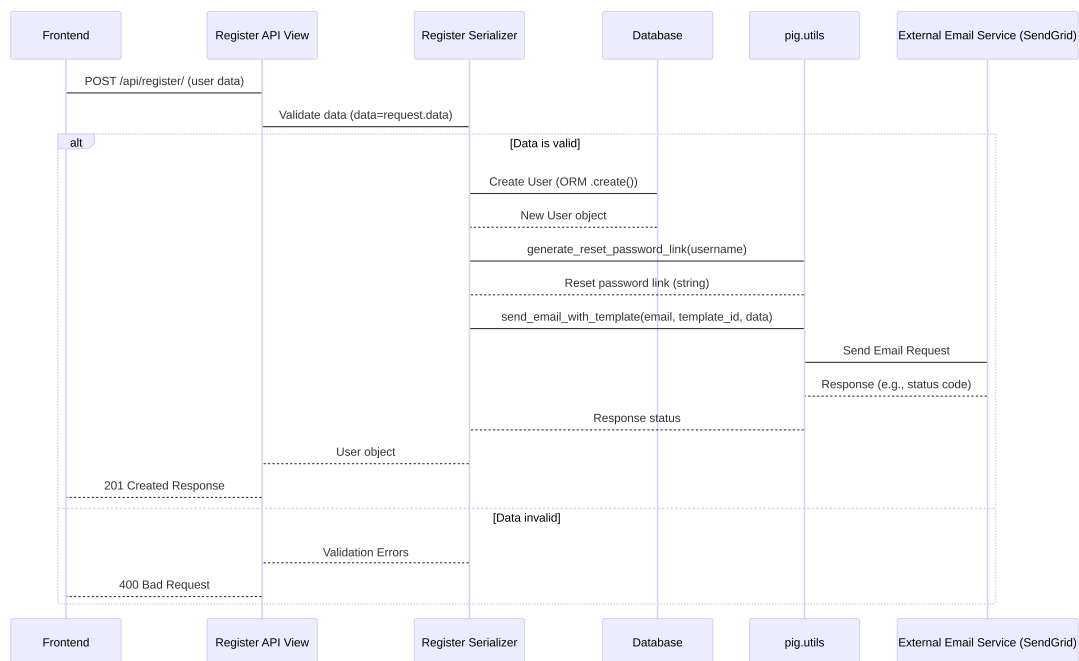 Frontend
Register API View
Register Serializer
Database
pig.utils
External Email Service (SendGrid)
POST /api/register/ (user data)
Validate data (data=request.data)
alt
[Data is valid]
Create User (ORM .create())
New User object
generate_reset_password_link(username)
Reset password link (string)
send_email_with_template(email, template_id, data)
Send Email Request
Response (e.g., status code)
Response status
User object
201 Created Response
[Data invalid]
Validation Errors
400 Bad Request
Frontend
Register API View
Register Serializer
Database
pig.utils
External Email Service (SendGrid)